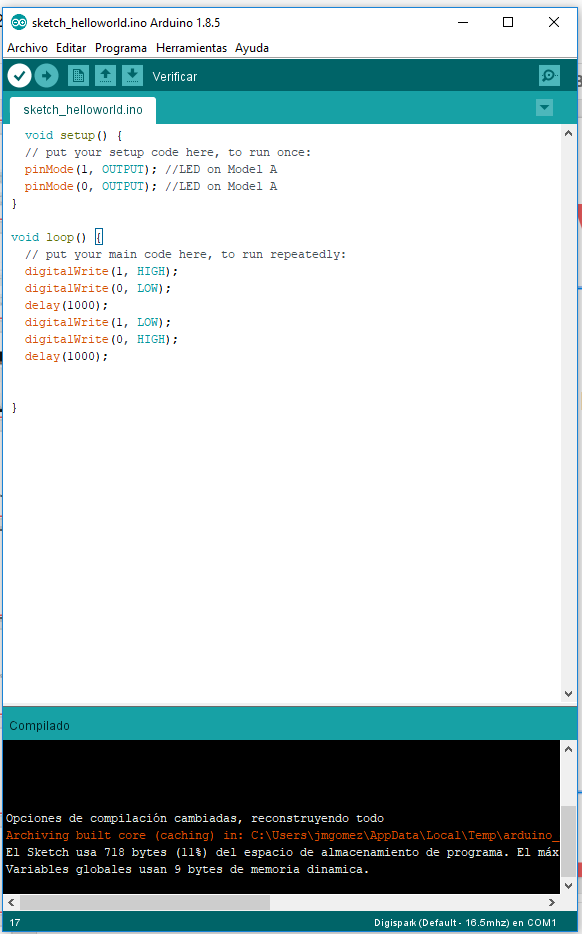 sketch_helloworld.ino Arduino 1.8.5
Archivo Editar Programa Herramientas Ayuda
Verificar
sketch_helloworld.ino
void setup() {
// put your setup code here, to run once:
pinMode(1, OUTPUT); //LED on Model A
pinMode(0, OUTPUT); //LED on Model A
}
void loop() {
// put your main code here, to run repeatedly:
digitalWrite(1, HIGH);
digitalWrite(0, LOW);
delay(1000);
digitalWrite(1, LOW);
digitalWrite(0, HIGH);
delay(1000);
}
Compilado
Opciones de compilación cambiadas, reconstruyendo todo
Archiving built core (caching) in: C:\Users\jmgomez\AppData\Local\Temp\arduino_
El Sketch usa 718 bytes (11%) del espacio de almacenamiento de programa. El máx
Variables globales usan 9 bytes de memoria dinamica.
17
Digispark (Default - 16.5mhz) en COM1